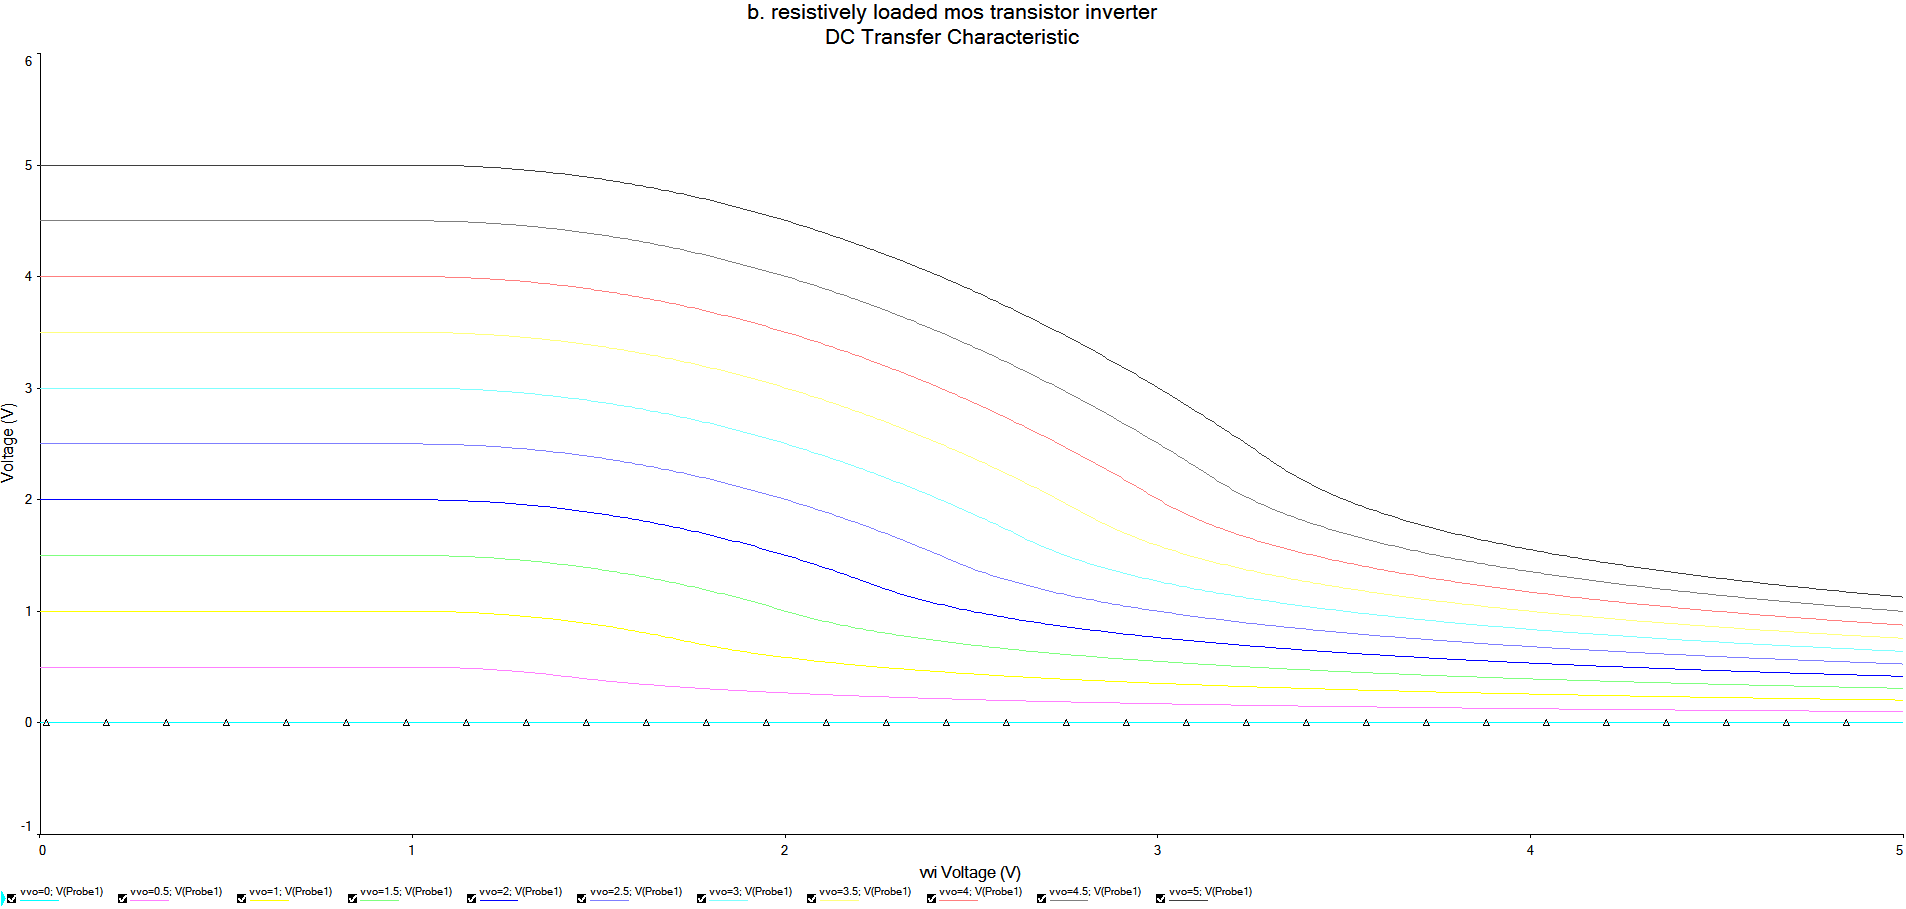 b. resistively loaded mos transistor inverter
DC Transfer Characteristic
6
5
4
3
2
1
0
-1
Voltage (V)
0 1 2 3 4 5
vvi Voltage (V)
vvo=0; V(Probe1) vvo=0.5; V(Probe1) vvo=1; V(Probe1) vvo=1.5; V(Probe1) vvo=2; V(Probe1) vvo=2.5; V(Probe1) vvo=3; V(Probe1) vvo=3.5; V(Probe1) vvo=4; V(Probe1) vvo=4.5; V(Probe1) vvo=5; V(Probe1)